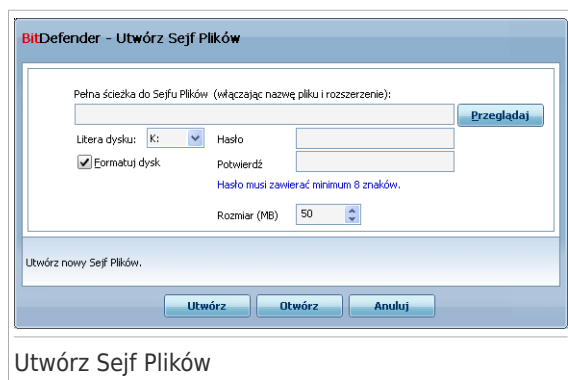 BitDefender - Utwórz Sejf Plików
Pełna ścieżka do Sejfu Plików (włączając nazwę pliku i rozszerzenie):
Przeglądaj
Litera dysku: K: Hasło
Formatuj dysk Potwierdź
Hasło musi zawierać minimum 8 znaków.
Rozmiar (MB) 50
Utwórz nowy Sejf Plików.
Utwórz Otwórz Anuluj
Utwórz Sejf Plików